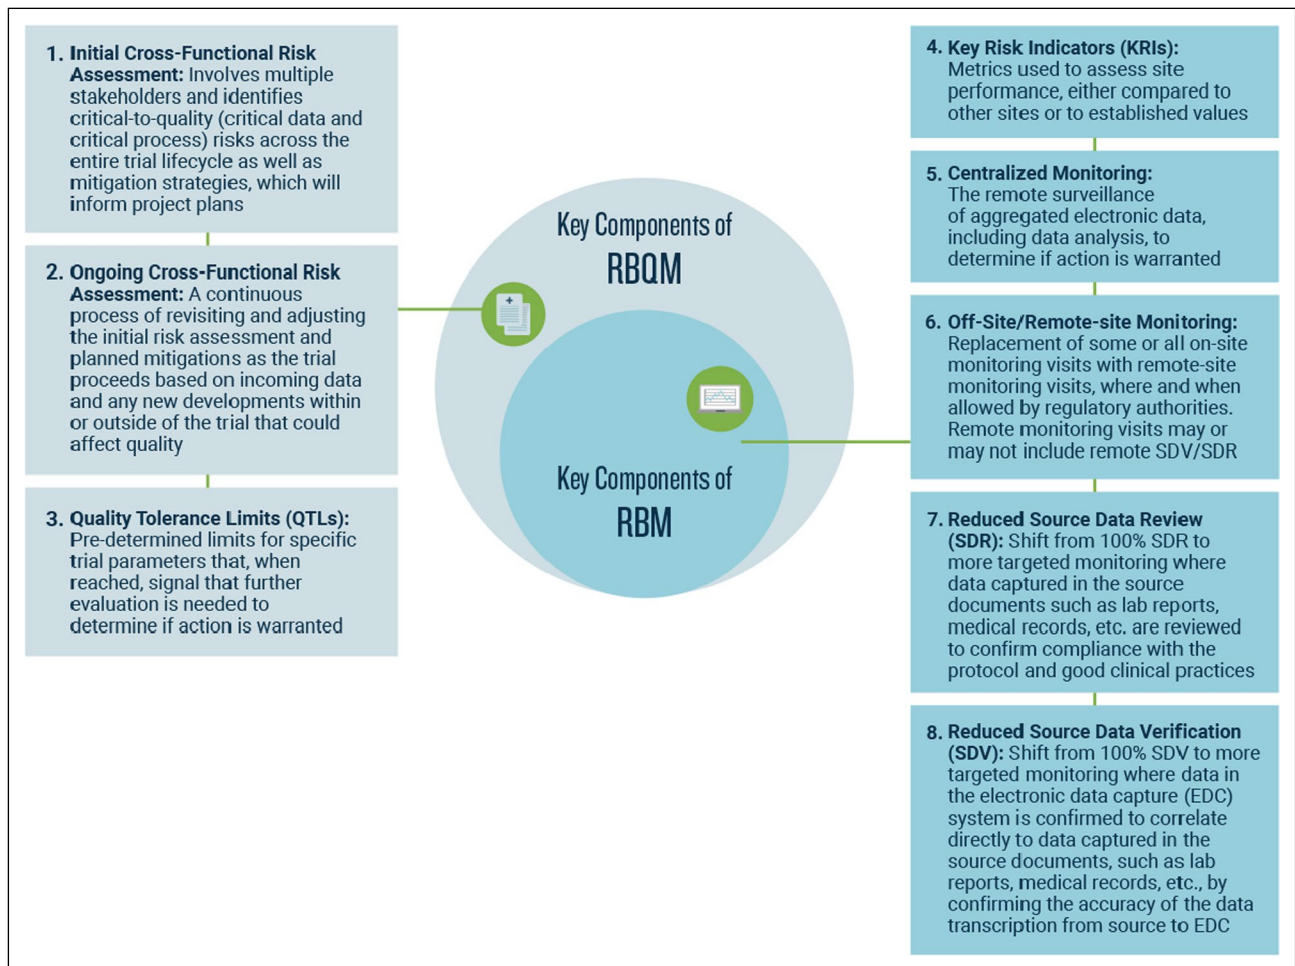 1. Initial Cross-Functional Risk
Assessment: Involves multiple
stakeholders and identifies
critical-to-quality (critical data and
critical process) risks across the
entire trial lifecycle as well as
mitigation strategies, which will
inform project plans
2. Ongoing Cross-Functional Risk
Assessment: A continuous
process of revisiting and adjusting
the initial risk assessment and
planned mitigations as the trial
proceeds based on incoming data
and any new developments within
or outside of the trial that could
affect quality
3. Quality Tolerance Limits (QTLs):
Pre-determined limits for specific
trial parameters that, when
reached, signal that further
evaluation is needed to
determine if action is warranted
Key Components of
RBQM
Key Components of
RBM
4. Key Risk Indicators (KRIs):
Metrics used to assess site
performance, either compared to
other sites or to established values
5. Centralized Monitoring:
The remote surveillance
of aggregated electronic data,
including data analysis, to
determine if action is warranted
6. Off-Site/Remote-site Monitoring:
Replacement of some or all on-site
monitoring visits with remote-site
monitoring visits, where and when
allowed by regulatory authorities.
Remote monitoring visits may or
may not include remote SDV/SDR
7. Reduced Source Data Review
(SDR): Shift from 100% SDR to
more targeted monitoring where
data captured in the source
documents such as lab reports,
medical records, etc. are reviewed
to confirm compliance with the
protocol and good clinical practices
8. Reduced Source Data Verification
(SDV): Shift from 100% SDV to more
targeted monitoring where data in
the electronic data capture (EDC)
system is confirmed to correlate
directly to data captured in the
source documents, such as lab
reports, medical records, etc., by
confirming the accuracy of the data
transcription from source to EDC